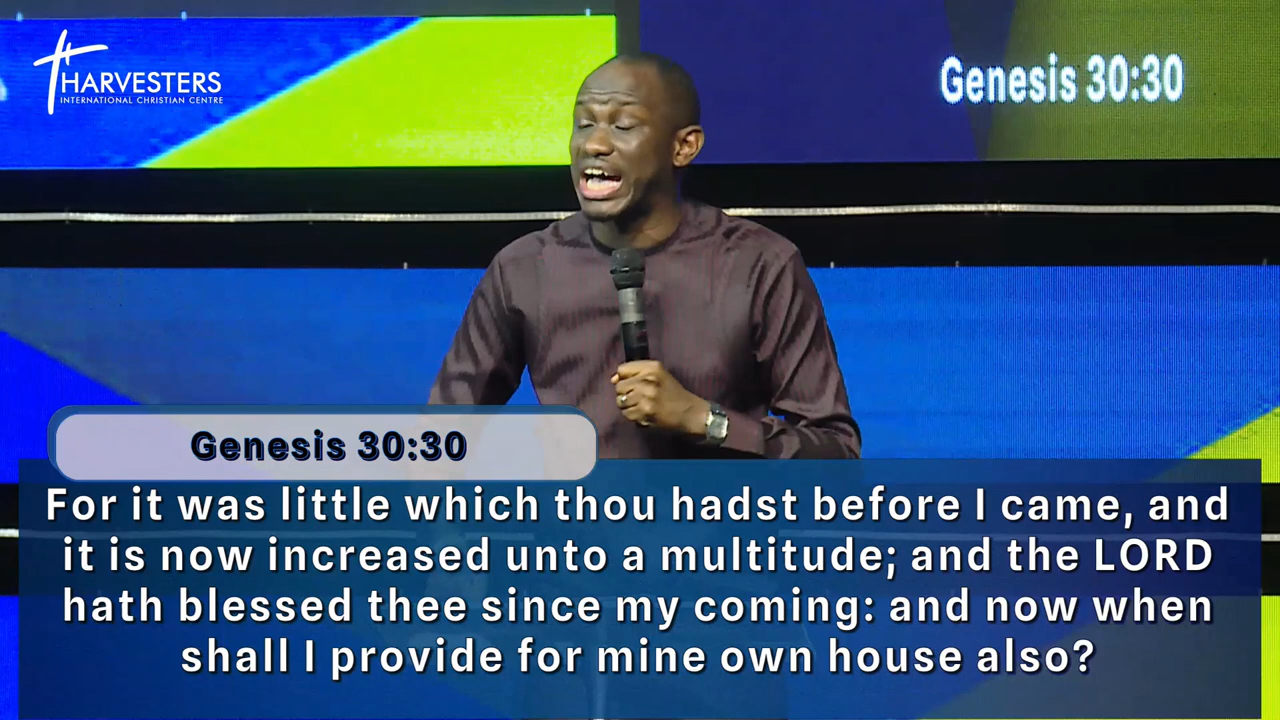 HARVESTERS
INTERNATIONAL CHRISTIAN CENTRE
Genesis 30:30
Genesis 30:30
For it was little which thou hadst before I came, and
it is now increased unto a multitude; and the LORD
hath blessed thee since my coming: and now when
shall I provide for mine own house also?